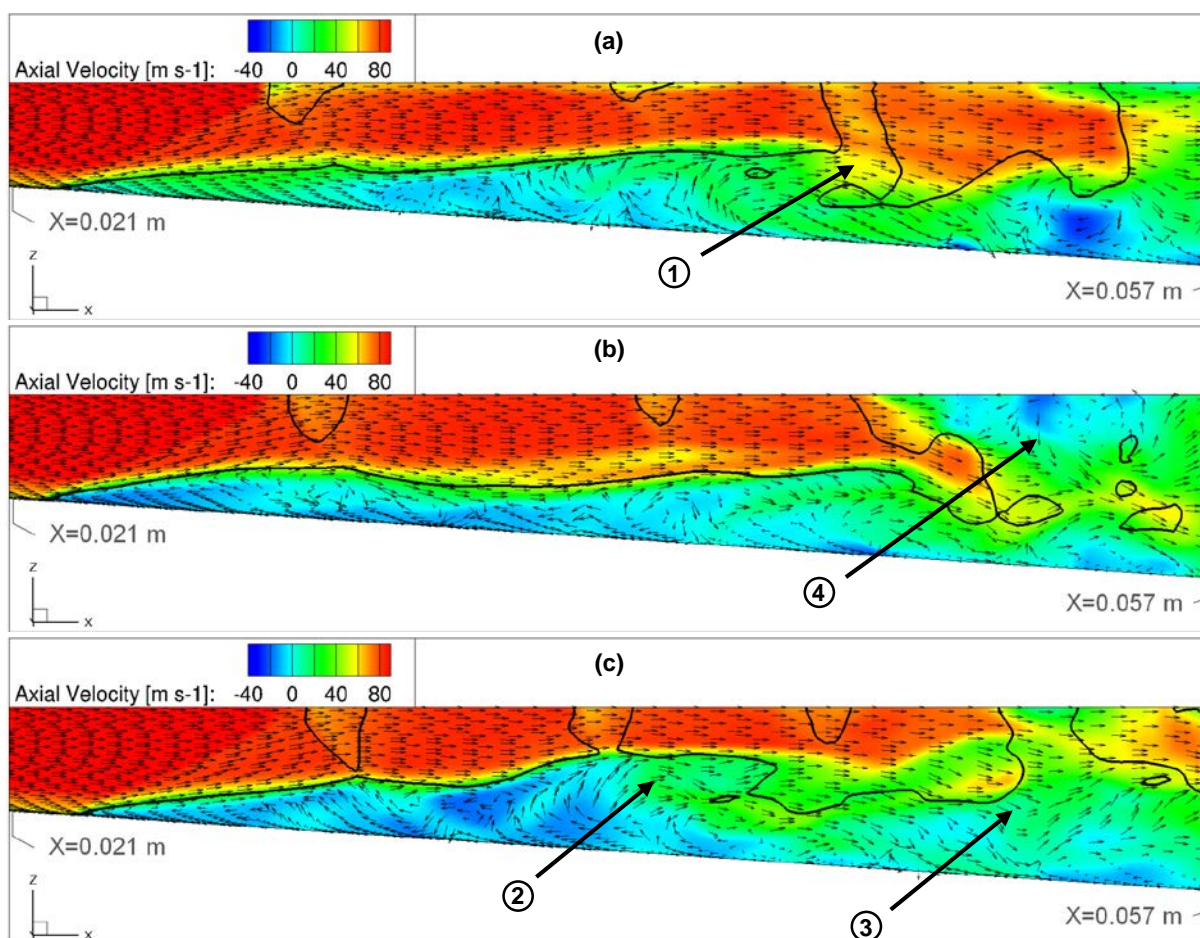 (a)
Axial Velocity [m s-1]: -40 0 40 80
X=0.021 m
①
z
x
X=0.057 m
(b)
Axial Velocity [m s-1]: -40 0 40 80
X=0.021 m
④
z
x
X=0.057 m
(c)
Axial Velocity [m s-1]: -40 0 40 80
X=0.021 m
②
③
z
x
X=0.057 m